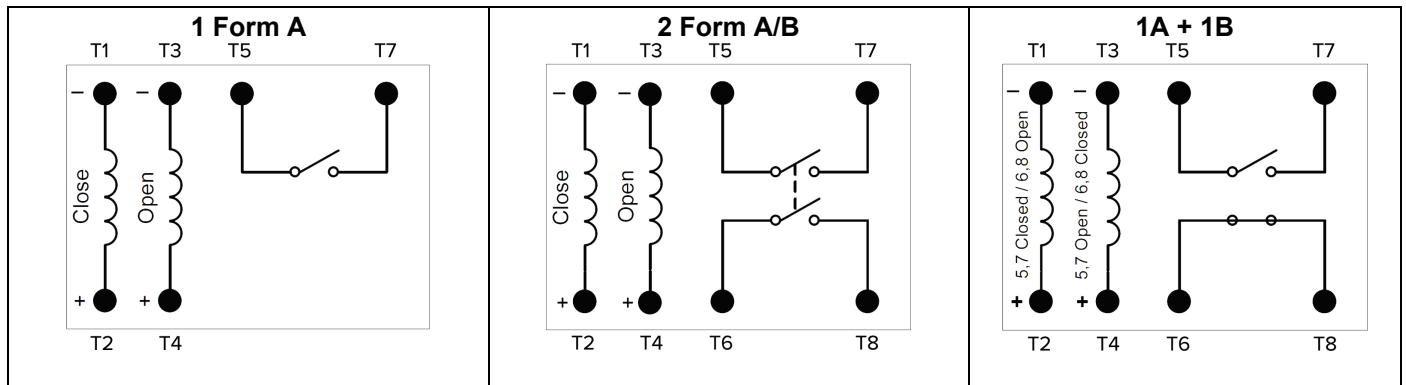 1 Form A
T1 T3 T5 T7
− −
Close
Open
+ +
T2 T4
2 Form A/B
T1 T3 T5 T7
− −
Close
Open
+ +
T2 T4 T6 T8
1A + 1B
T1 T3 T5 T7
− −
5,7 Closed / 6,8 Open
5,7 Open / 6,8 Closed
+ +
T2 T4 T6 T8